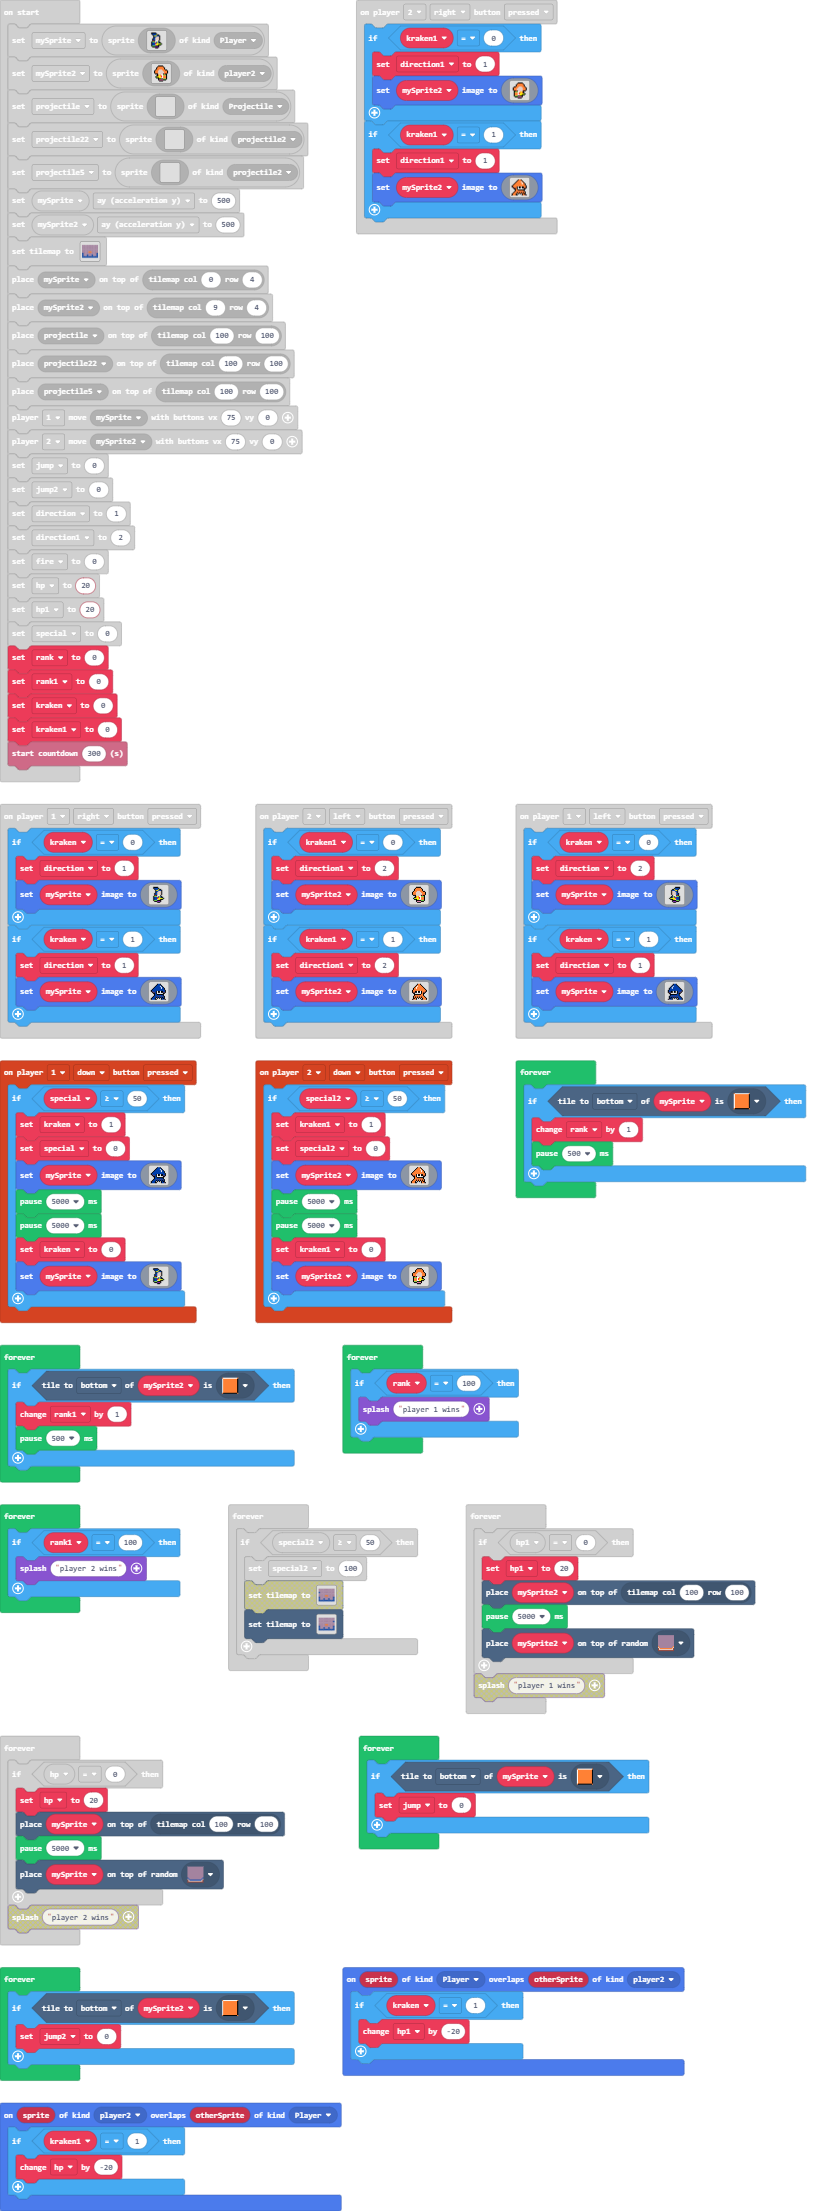 on start
set mySprite to sprite of kind Player
set mySprite2 to sprite of kind player2
set projectile to sprite of kind Projectile
set projectile22 to sprite of kind projectile2
set projectile5 to sprite of kind projectile2
set mySprite ay (acceleration y) to 500
set mySprite2 ay (acceleration y) to 500
set tilemap to
place mySprite on top of tilemap col 0 row 4
place mySprite2 on top of tilemap col 9 row 4
place projectile on top of tilemap col 100 row 100
place projectile22 on top of tilemap col 100 row 100
place projectile5 on top of tilemap col 100 row 100
player 1 move mySprite with buttons vx 75 vy 0
player 2 move mySprite2 with buttons vx 75 vy 0
set jump to 0
set jump2 to 0
set direction to 1
set direction1 to 2
set fire to 0
set hp to 20
set hp1 to 20
set special to 0
set rank to 0
set rank1 to 0
set kraken to 0
set kraken1 to 0
start countdown 300 (s)
on player 2 right button pressed
if kraken1 = 0 then
set direction1 to 1
set mySprite2 image to
if kraken1 = 1 then
set direction1 to 1
set mySprite2 image to
on player 1 right button pressed
if kraken = 0 then
set direction to 1
set mySprite image to
if kraken = 1 then
set direction to 1
set mySprite image to
on player 2 left button pressed
if kraken1 = 0 then
set direction1 to 2
set mySprite2 image to
if kraken1 = 1 then
set direction1 to 2
set mySprite2 image to
on player 1 left button pressed
if kraken = 0 then
set direction to 2
set mySprite image to
if kraken = 1 then
set direction to 1
set mySprite image to
on player 1 down button pressed
if special ≥ 50 then
set kraken to 1
set special to 0
set mySprite image to
pause 5000 ms
pause 5000 ms
set kraken to 0
set mySprite image to
on player 2 down button pressed
if special2 ≥ 50 then
set kraken1 to 1
set special2 to 0
set mySprite2 image to
pause 5000 ms
pause 5000 ms
set kraken1 to 0
set mySprite2 image to
forever
if tile to bottom of mySprite is then
change rank by 1
pause 500 ms
forever
if tile to bottom of mySprite2 is then
change rank1 by 1
pause 500 ms
forever
if rank = 100 then
splash "player 1 wins"
forever
if rank1 = 100 then
splash "player 2 wins"
forever
if special2 ≥ 50 then
set special2 to 100
set tilemap to
set tilemap to
forever
if hp1 = 0 then
set hp1 to 20
place mySprite2 on top of tilemap col 100 row 100
pause 5000 ms
place mySprite2 on top of random
splash "player 1 wins"
forever
if hp = 0 then
set hp to 20
place mySprite on top of tilemap col 100 row 100
pause 5000 ms
place mySprite on top of random
splash "player 2 wins"
forever
if tile to bottom of mySprite is then
set jump to 0
forever
if tile to bottom of mySprite2 is then
set jump2 to 0
on sprite of kind Player overlaps otherSprite of kind player2
if kraken = 1 then
change hp1 by -20
on sprite of kind player2 overlaps otherSprite of kind Player
if kraken1 = 1 then
change hp by -20